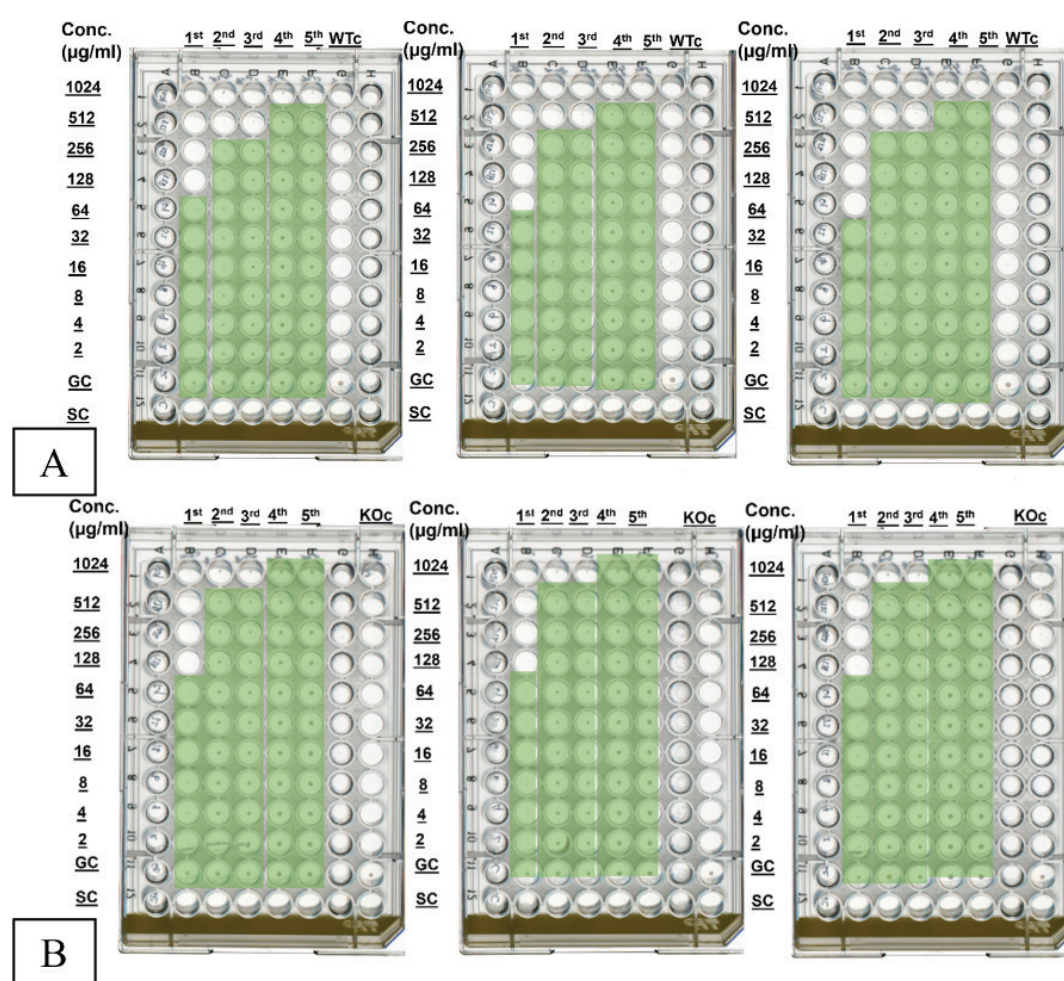 Conc.
(µg/ml)
1st 2nd 3rd 4th 5th WTc
1024
512
256
128
64
32
16
8
4
2
GC
SC
Conc.
(µg/ml)
1st 2nd 3rd 4th 5th WTc
1024
512
256
128
64
32
16
8
4
2
GC
SC
Conc.
(µg/ml)
1st 2nd 3rd 4th 5th WTc
1024
512
256
128
64
32
16
8
4
2
GC
SC
A
Conc.
(µg/ml)
1st 2nd 3rd 4th 5th KOc
1024
512
256
128
64
32
16
8
4
2
GC
SC
Conc.
(µg/ml)
1st 2nd 3rd 4th 5th KOc
1024
512
256
128
64
32
16
8
4
2
GC
SC
Conc.
(µg/ml)
1st 2nd 3rd 4th 5th KOc
1024
512
256
128
64
32
16
8
4
2
GC
SC
B